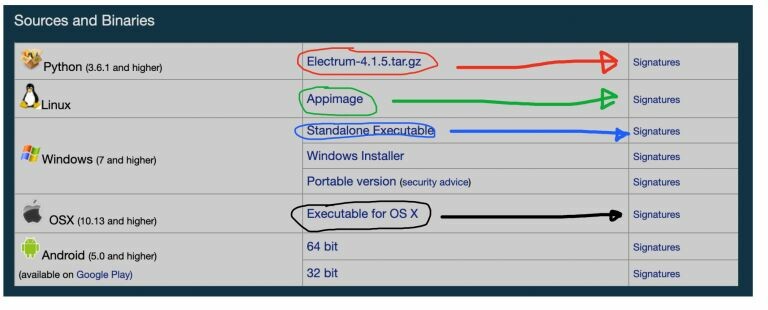 Sources and Binaries
Python (3.6.1 and higher) Electrum-4.1.5.tar.gz Signatures
Linux Appimage Signatures
Standalone Executable Signatures
Windows (7 and higher) Windows Installer Signatures
Portable version (security advice) Signatures
OSX (10.13 and higher) Executable for OS X Signatures
Android (5.0 and higher) 64 bit Signatures
(available on Google Play) 32 bit Signatures